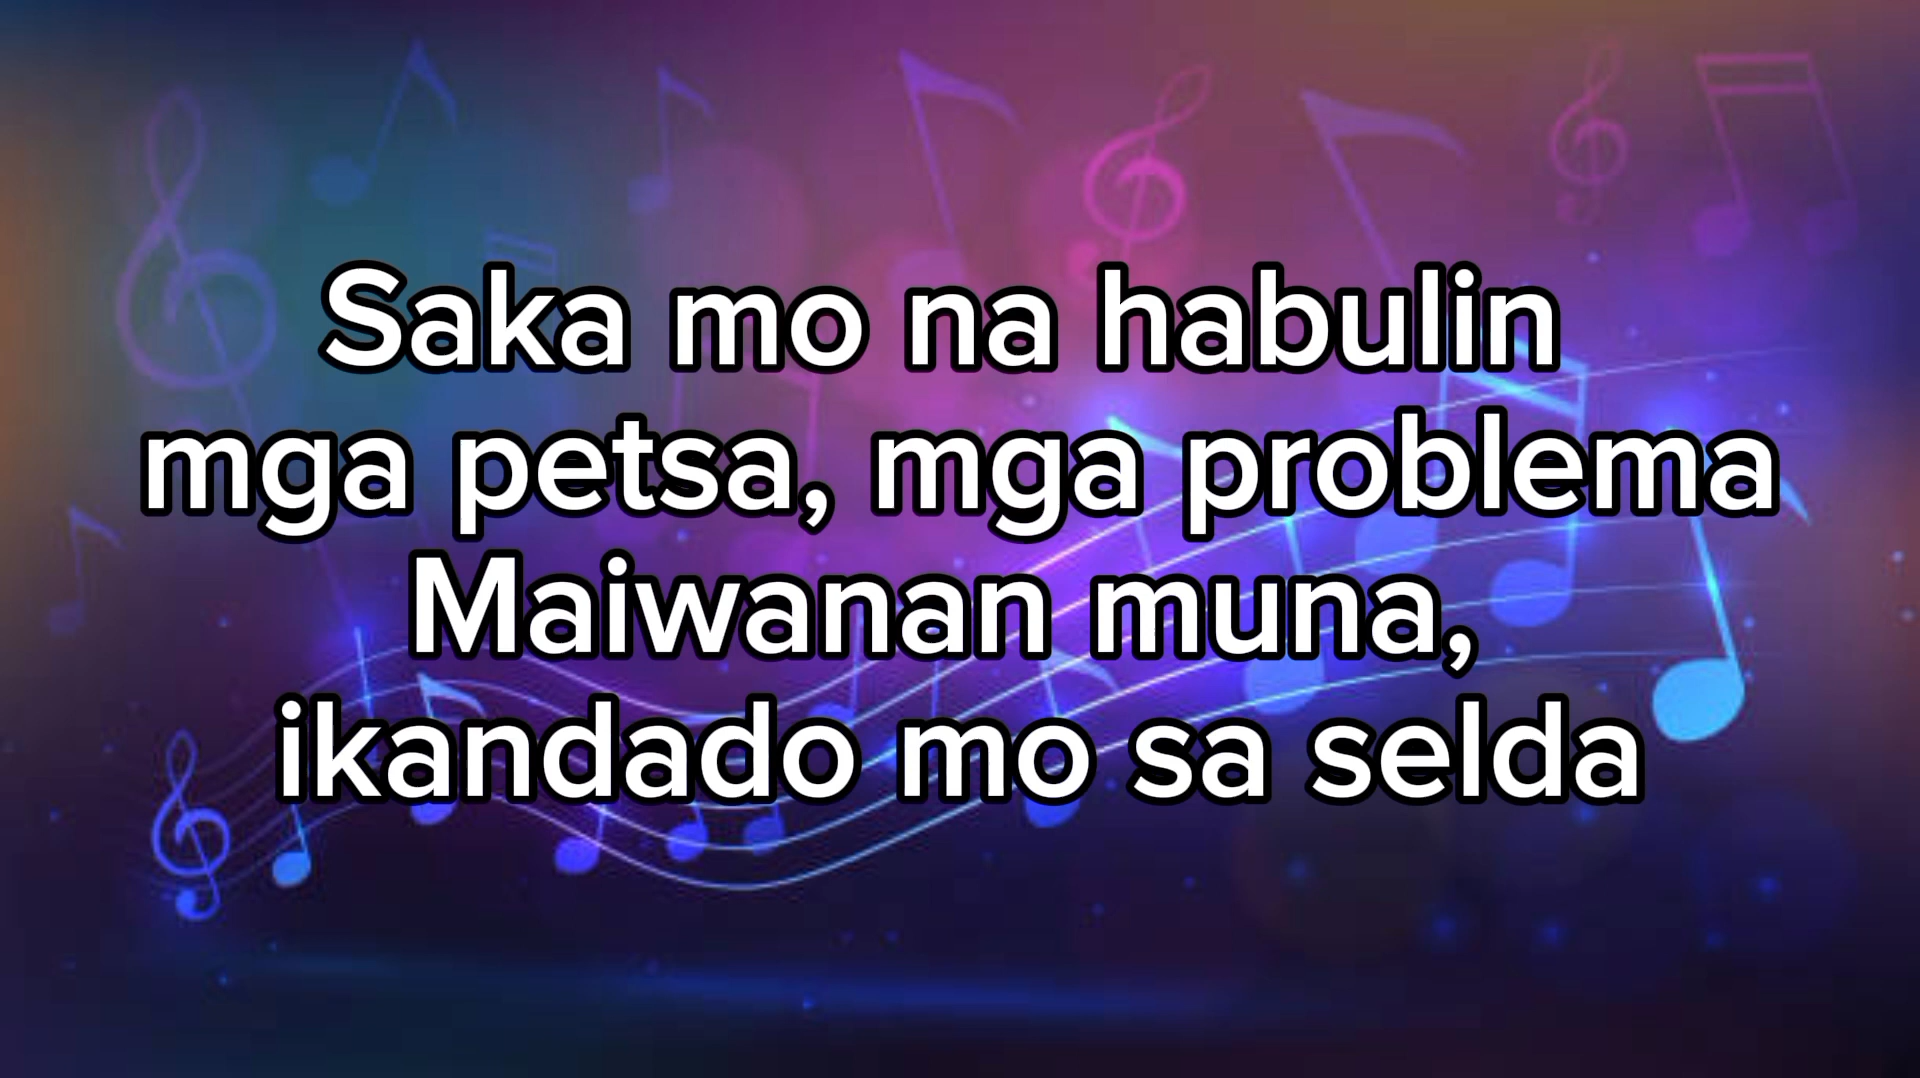 Saka mo na habulin
mga petsa, mga problema
Maiwanan muna,
ikandado mo sa selda